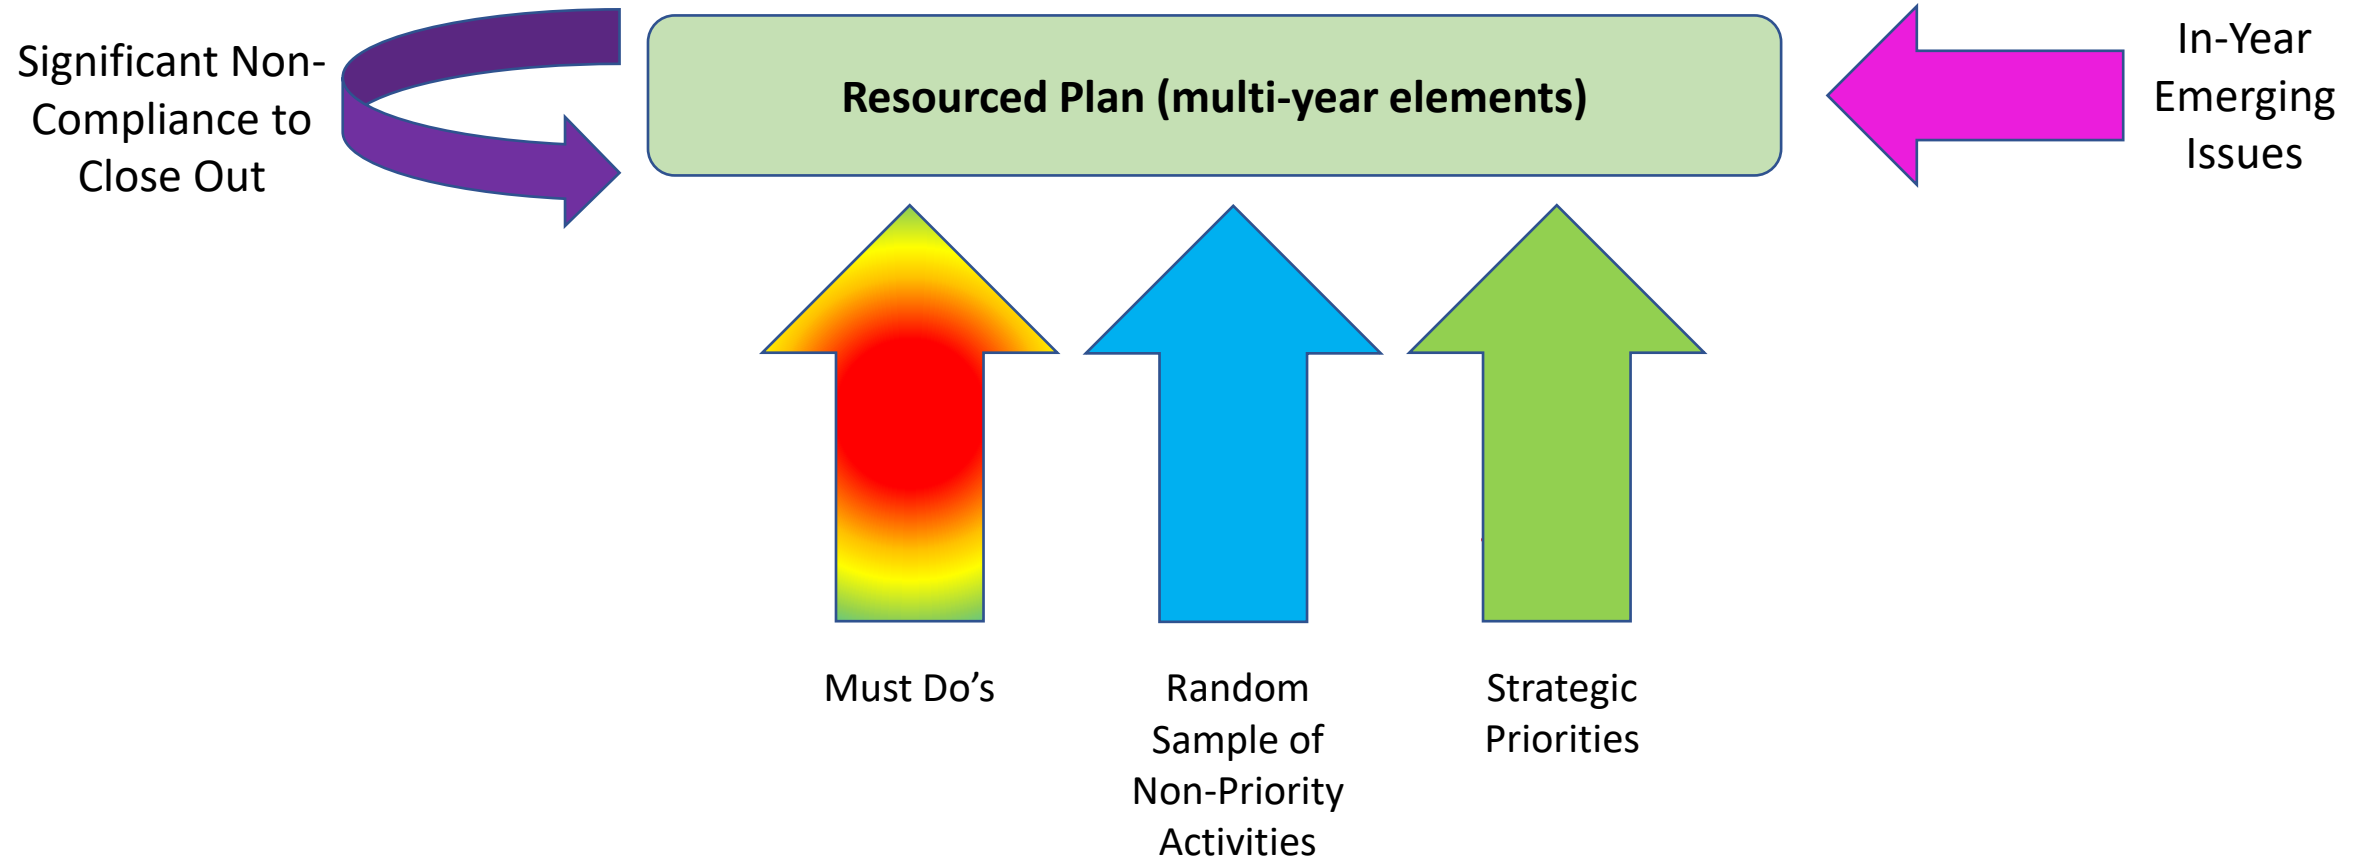 Significant Non-
Compliance to
Close Out
Resourced Plan (multi-year elements)
In-Year
Emerging
Issues
Must Do’s
Random
Sample of
Non-Priority
Activities
Strategic
Priorities